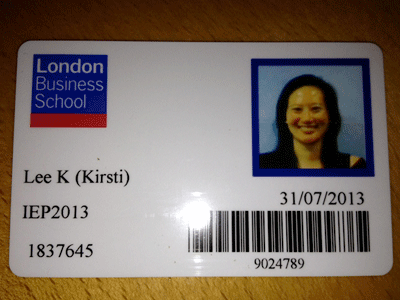 London
Business
School
Lee K (Kirsti)
31/07/2013
IEP2013
1837645
9024789